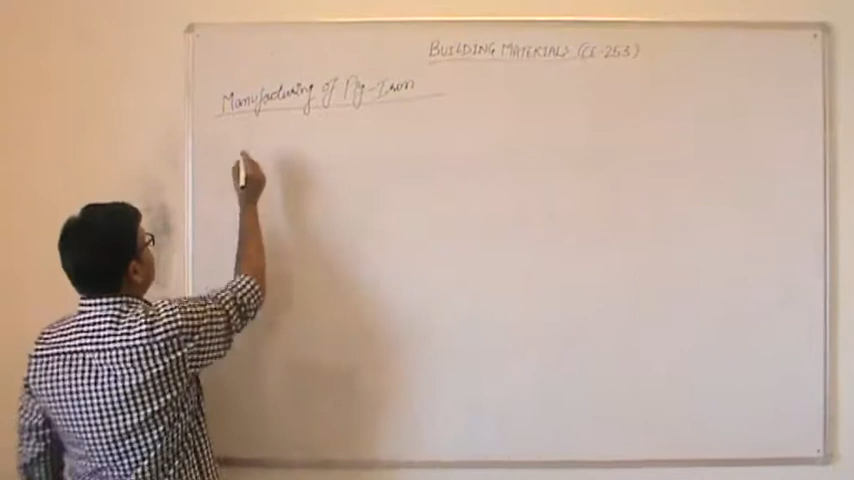 BUILDING MATERIALS (CE-253)
Manufacturing of Pig-Iron